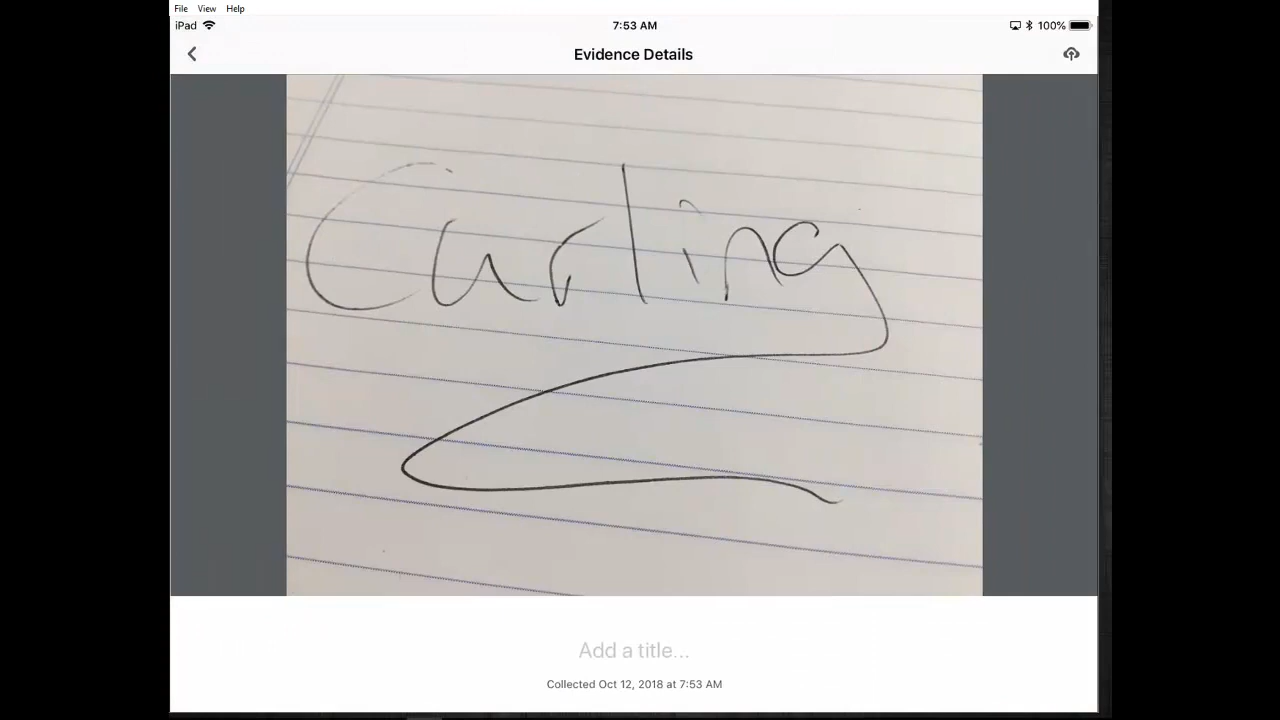 File View Help
iPad 7:53 AM 100%
Evidence Details
Curling
Add a title...
Collected Oct 12, 2018 at 7:53 AM